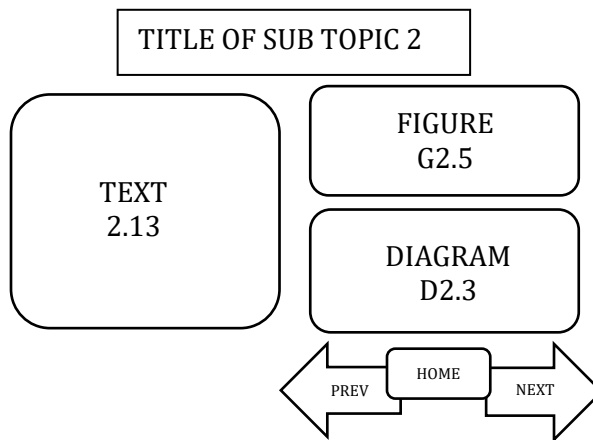 TITLE OF SUB TOPIC 2
TEXT
2.13
FIGURE
G2.5
DIAGRAM
D2.3
PREV
HOME
NEXT